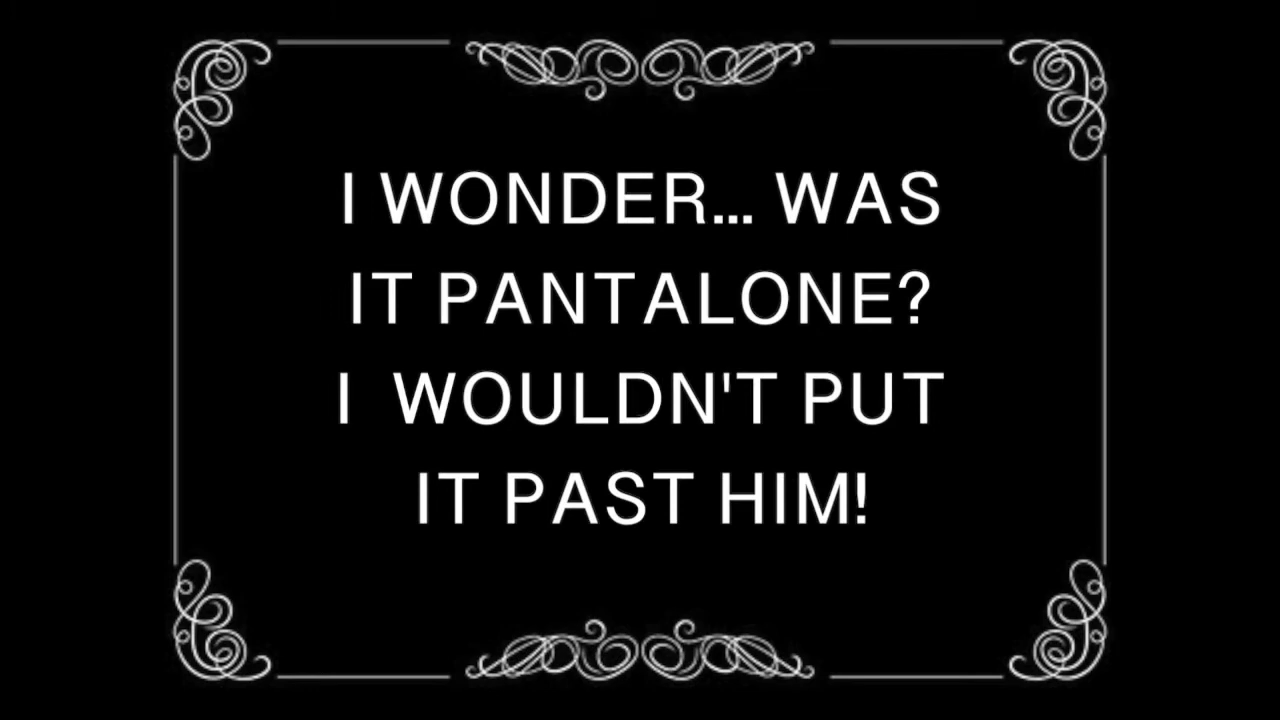 I WONDER... WAS
IT PANTALONE?
I WOULDN'T PUT
IT PAST HIM!